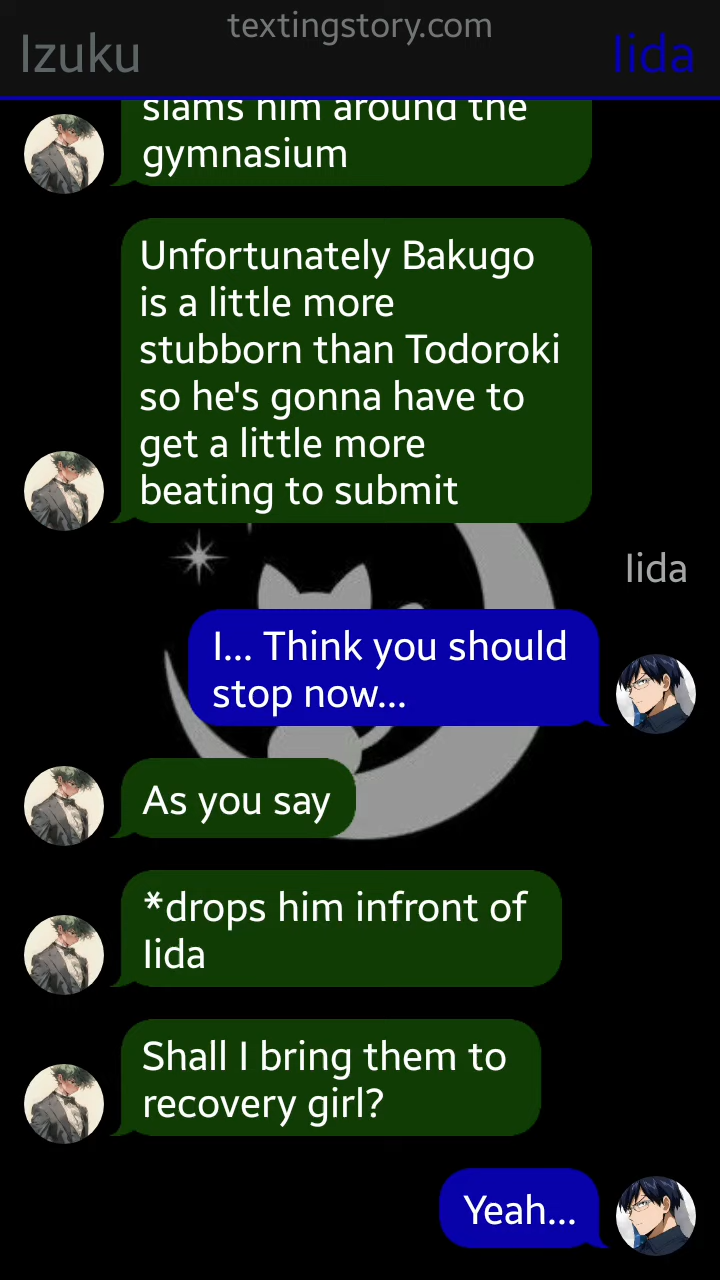 textingstory.com
Izuku
Iida
slams him around the
gymnasium
Unfortunately Bakugo
is a little more
stubborn than Todoroki
so he's gonna have to
get a little more
beating to submit
Iida
I... Think you should
stop now...
As you say
*drops him infront of
Iida
Shall I bring them to
recovery girl?
Yeah...